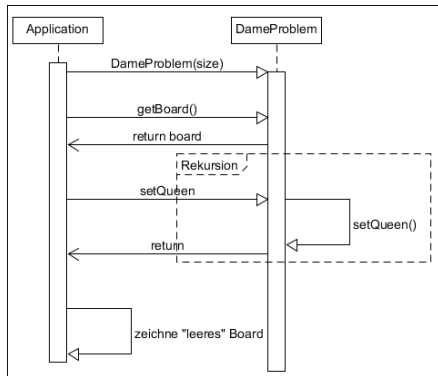 Application
DameProblem
DameProblem(size)
getBoard()
return board
Rekursion
setQueen
setQueen()
return
zeichne "leeres" Board